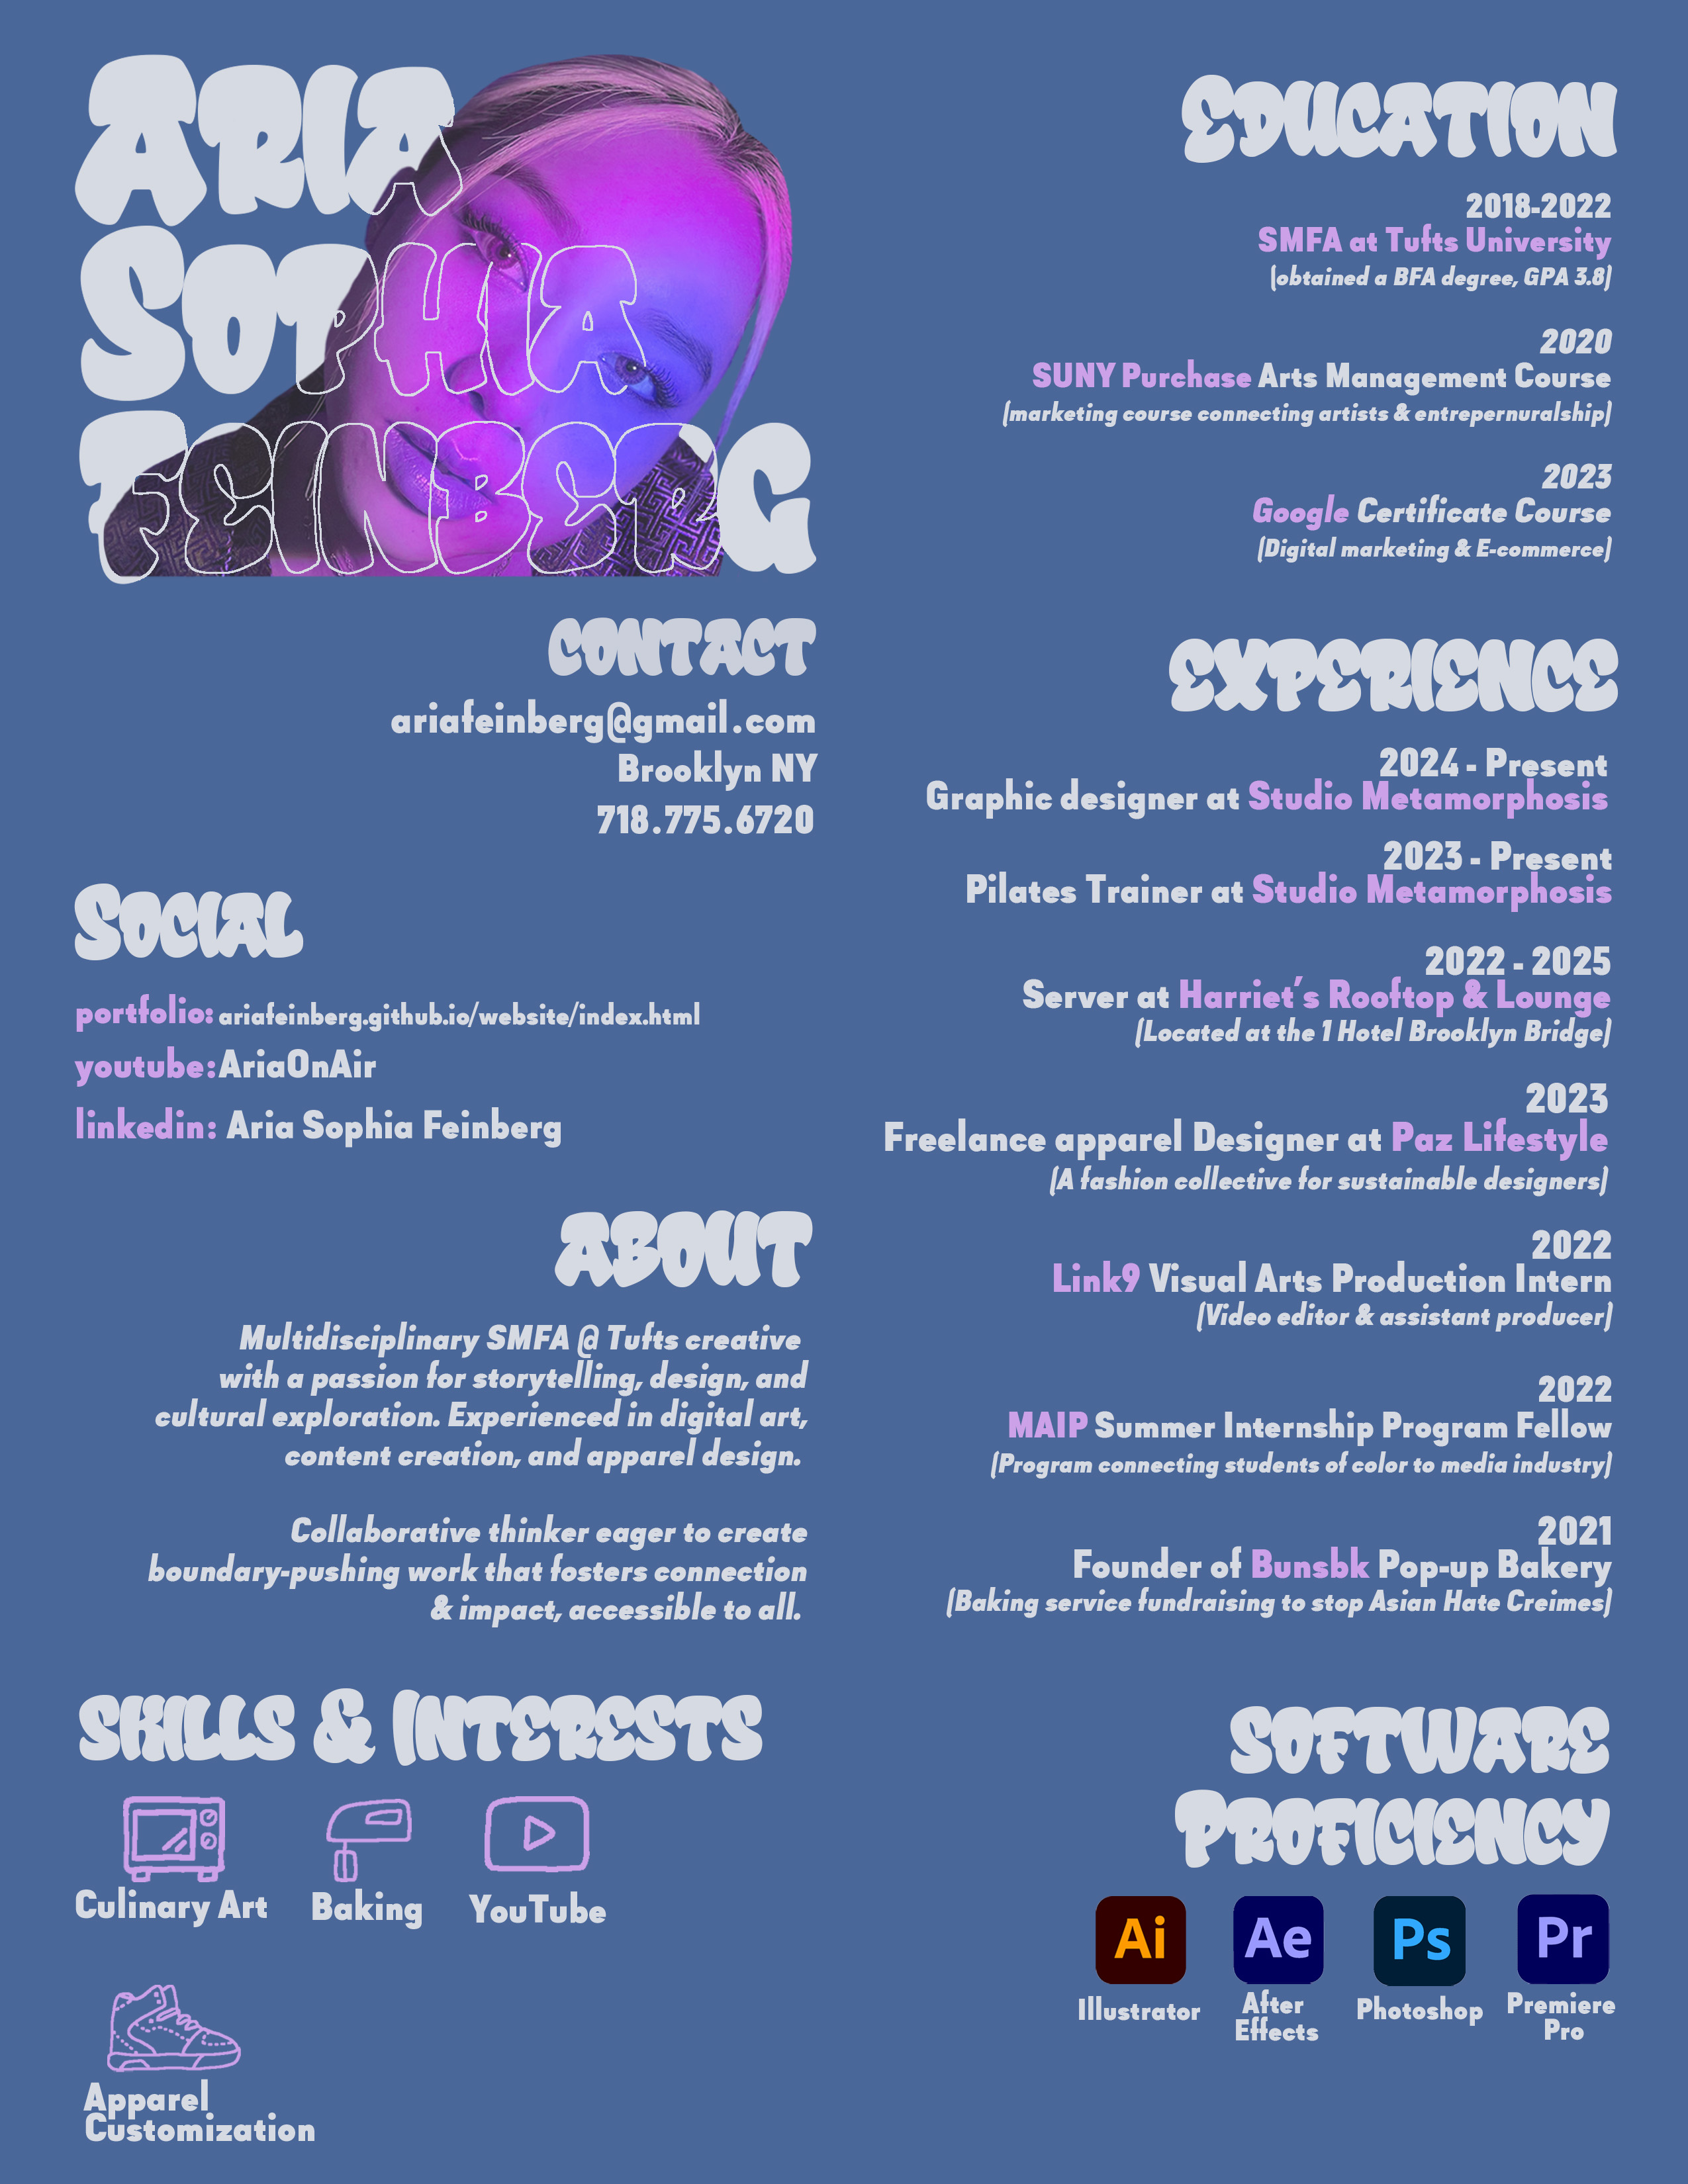 ARIA
SOPHIA
FEINBERG
CONTACT
ariafeinberg@gmail.com
Brooklyn NY
718.775.6720
SOCIAL
portfolio: ariafeinberg.github.io/website/index.html
youtube: AriaOnAir
linkedin: Aria Sophia Feinberg
ABOUT
Multidisciplinary SMFA @ Tufts creative
with a passion for storytelling, design, and
cultural exploration. Experienced in digital art,
content creation, and apparel design.
Collaborative thinker eager to create
boundary-pushing work that fosters connection
& impact, accessible to all.
SKILLS & INTERESTS
Culinary Art
Baking
YouTube
Apparel
Customization
EDUCATION
2018-2022
SMFA at Tufts University
(obtained a BFA degree, GPA 3.8)
2020
SUNY Purchase Arts Management Course
(marketing course connecting artists & entrepernuralship)
2023
Google Certificate Course
(Digital marketing & E-commerce)
EXPERIENCE
2024 - Present
Graphic designer at Studio Metamorphosis
2023 - Present
Pilates Trainer at Studio Metamorphosis
2022 - 2025
Server at Harriet's Rooftop & Lounge
(Located at the 1 Hotel Brooklyn Bridge)
2023
Freelance apparel Designer at Paz Lifestyle
(A fashion collective for sustainable designers)
2022
Link9 Visual Arts Production Intern
(Video editor & assistant producer)
2022
MAIP Summer Internship Program Fellow
(Program connecting students of color to media industry)
2021
Founder of Bunsbk Pop-up Bakery
(Baking service fundraising to stop Asian Hate Creimes)
SOFTWARE
PROFICIENCY
Ai
Illustrator
Ae
After
Effects
Ps
Photoshop
Pr
Premiere
Pro